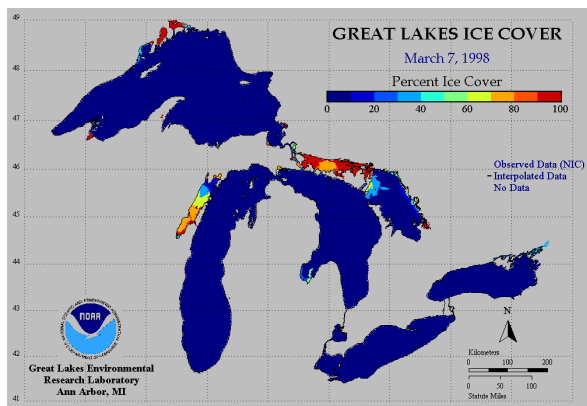 GREAT LAKES ICE COVER
March 7, 1998
Percent Ice Cover
0 20 40 60 80 100
49
48
47
46
45
44
43
42
41
Observed Data (NIC)
Interpolated Data
No Data
NOAA
Great Lakes Environmental
Research Laboratory
Ann Arbor, MI
N
Kilometers
0 100 200
0 50 100
Statute Miles